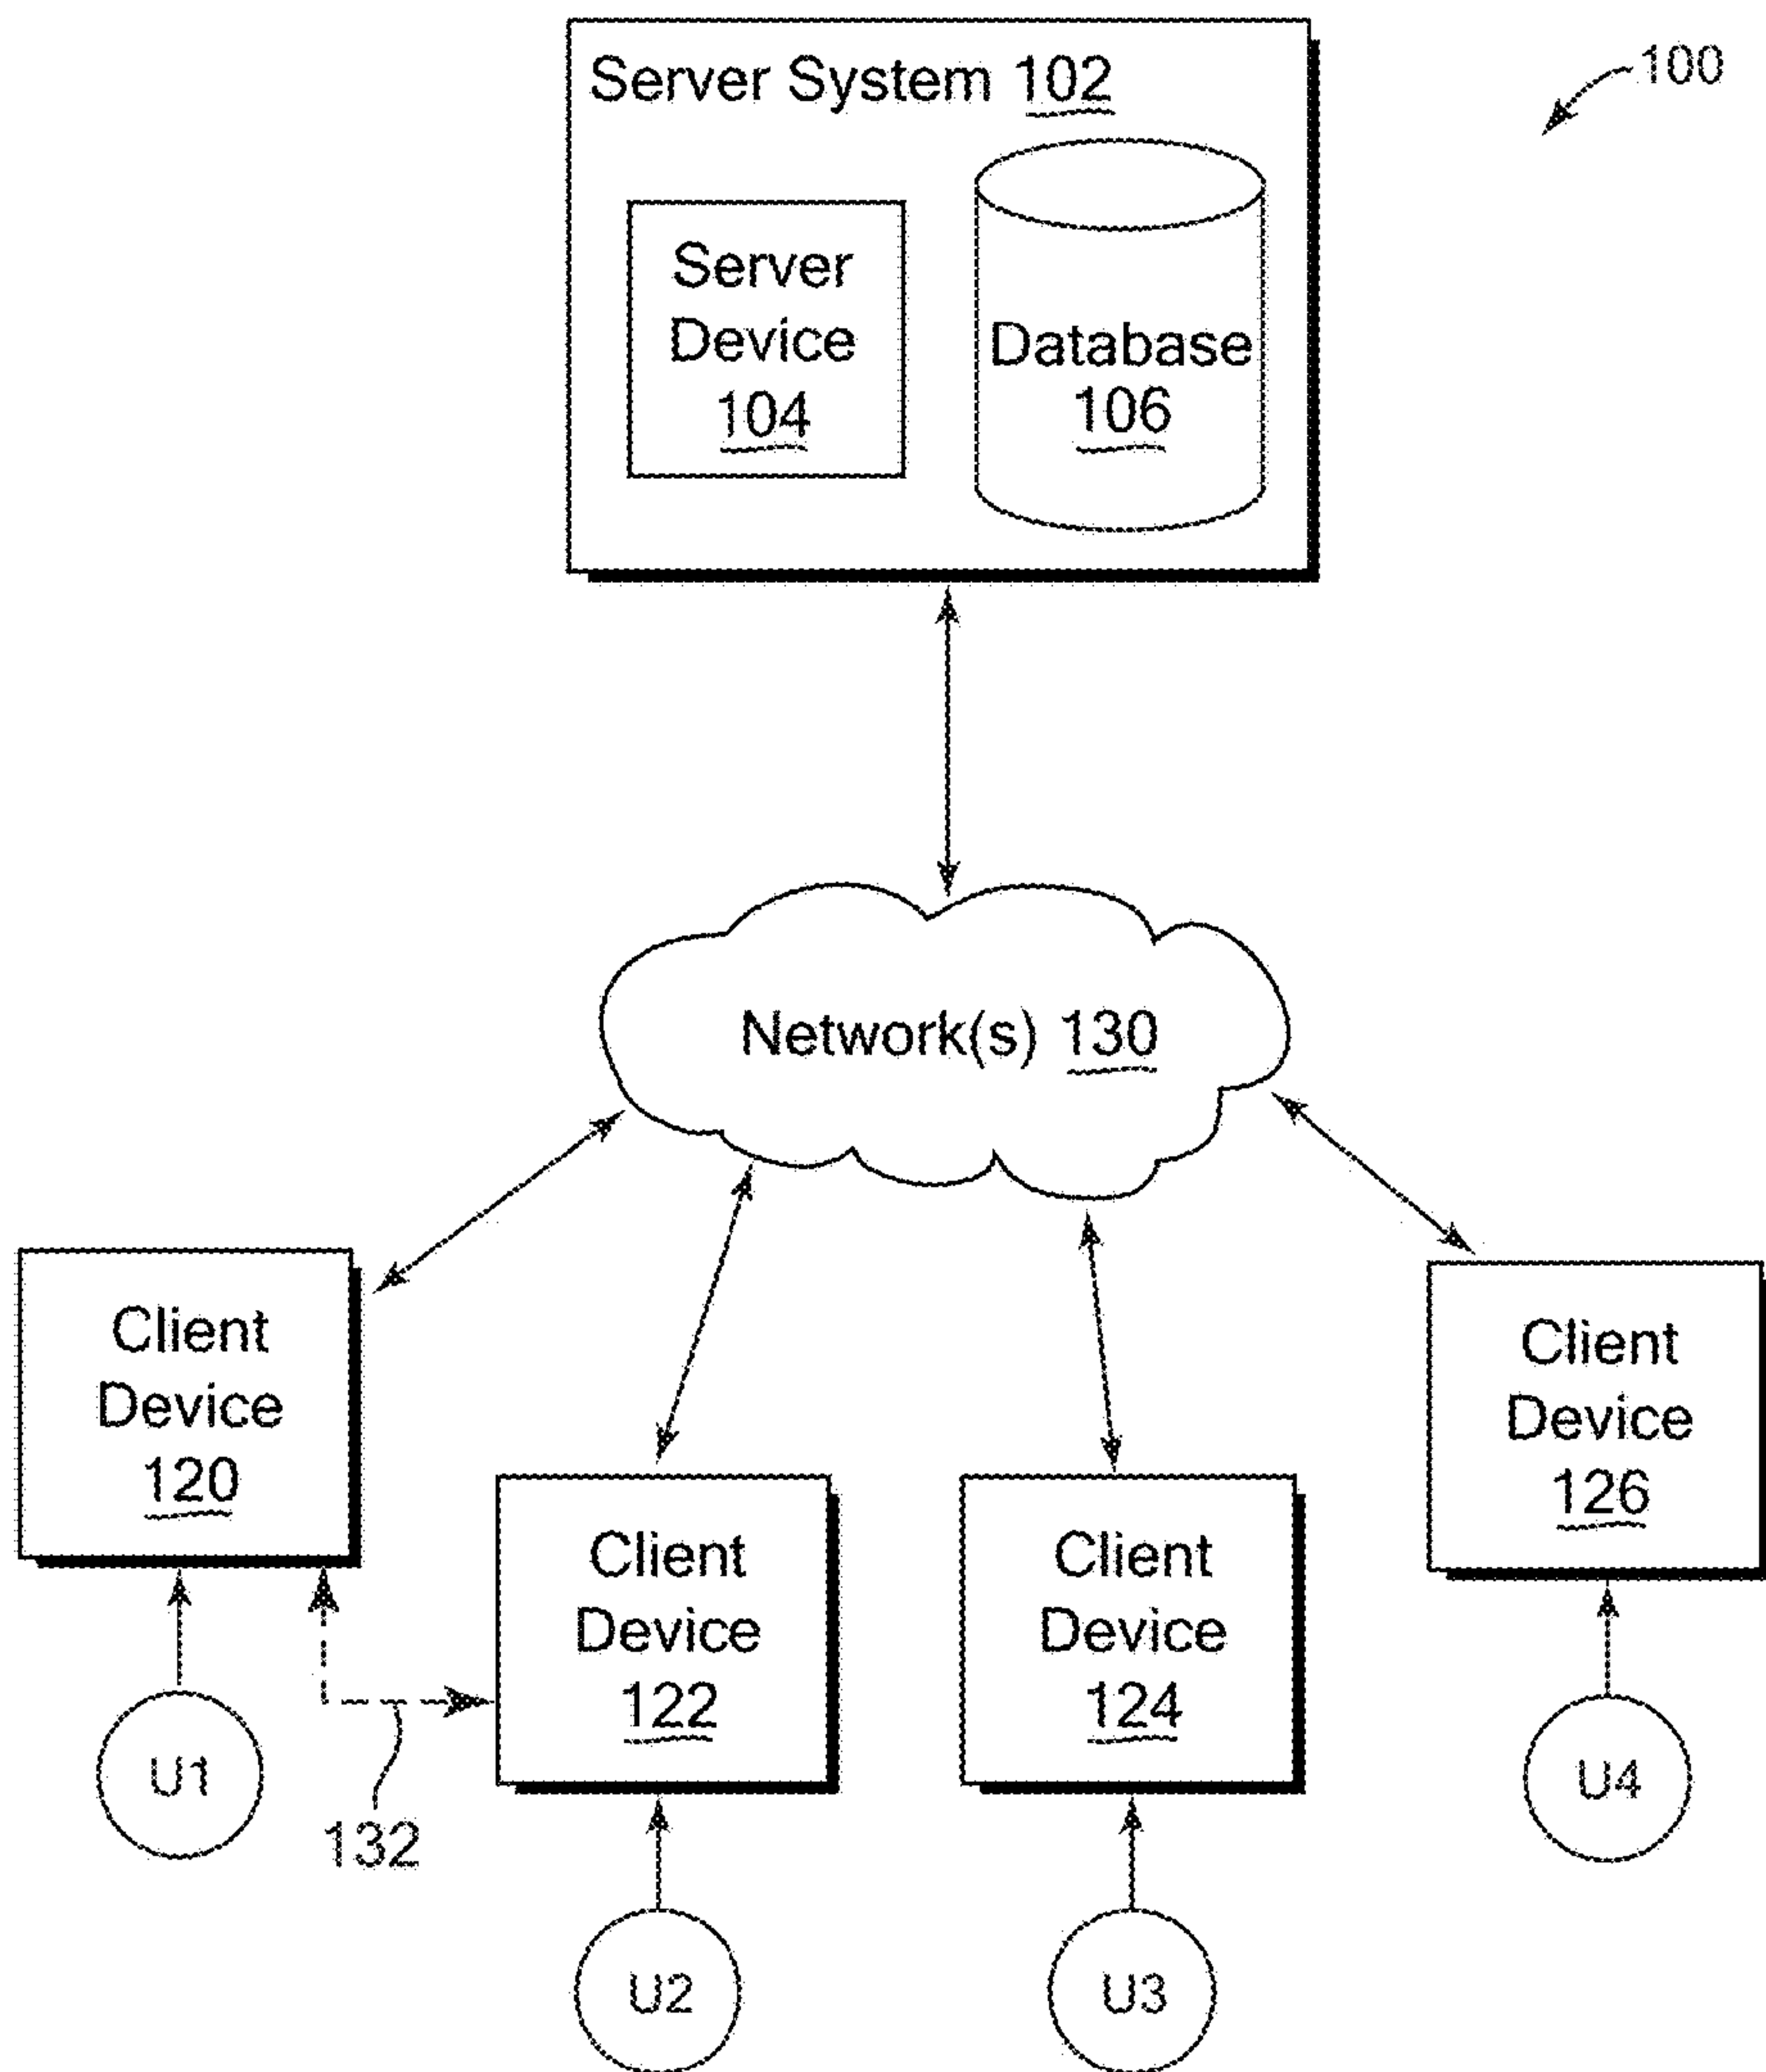 100
Server System 102
Server
Device
104
Database
106
Network(s) 130
Client
Device
120
Client
Device
122
Client
Device
124
Client
Device
126
132
U1
U2
U3
U4